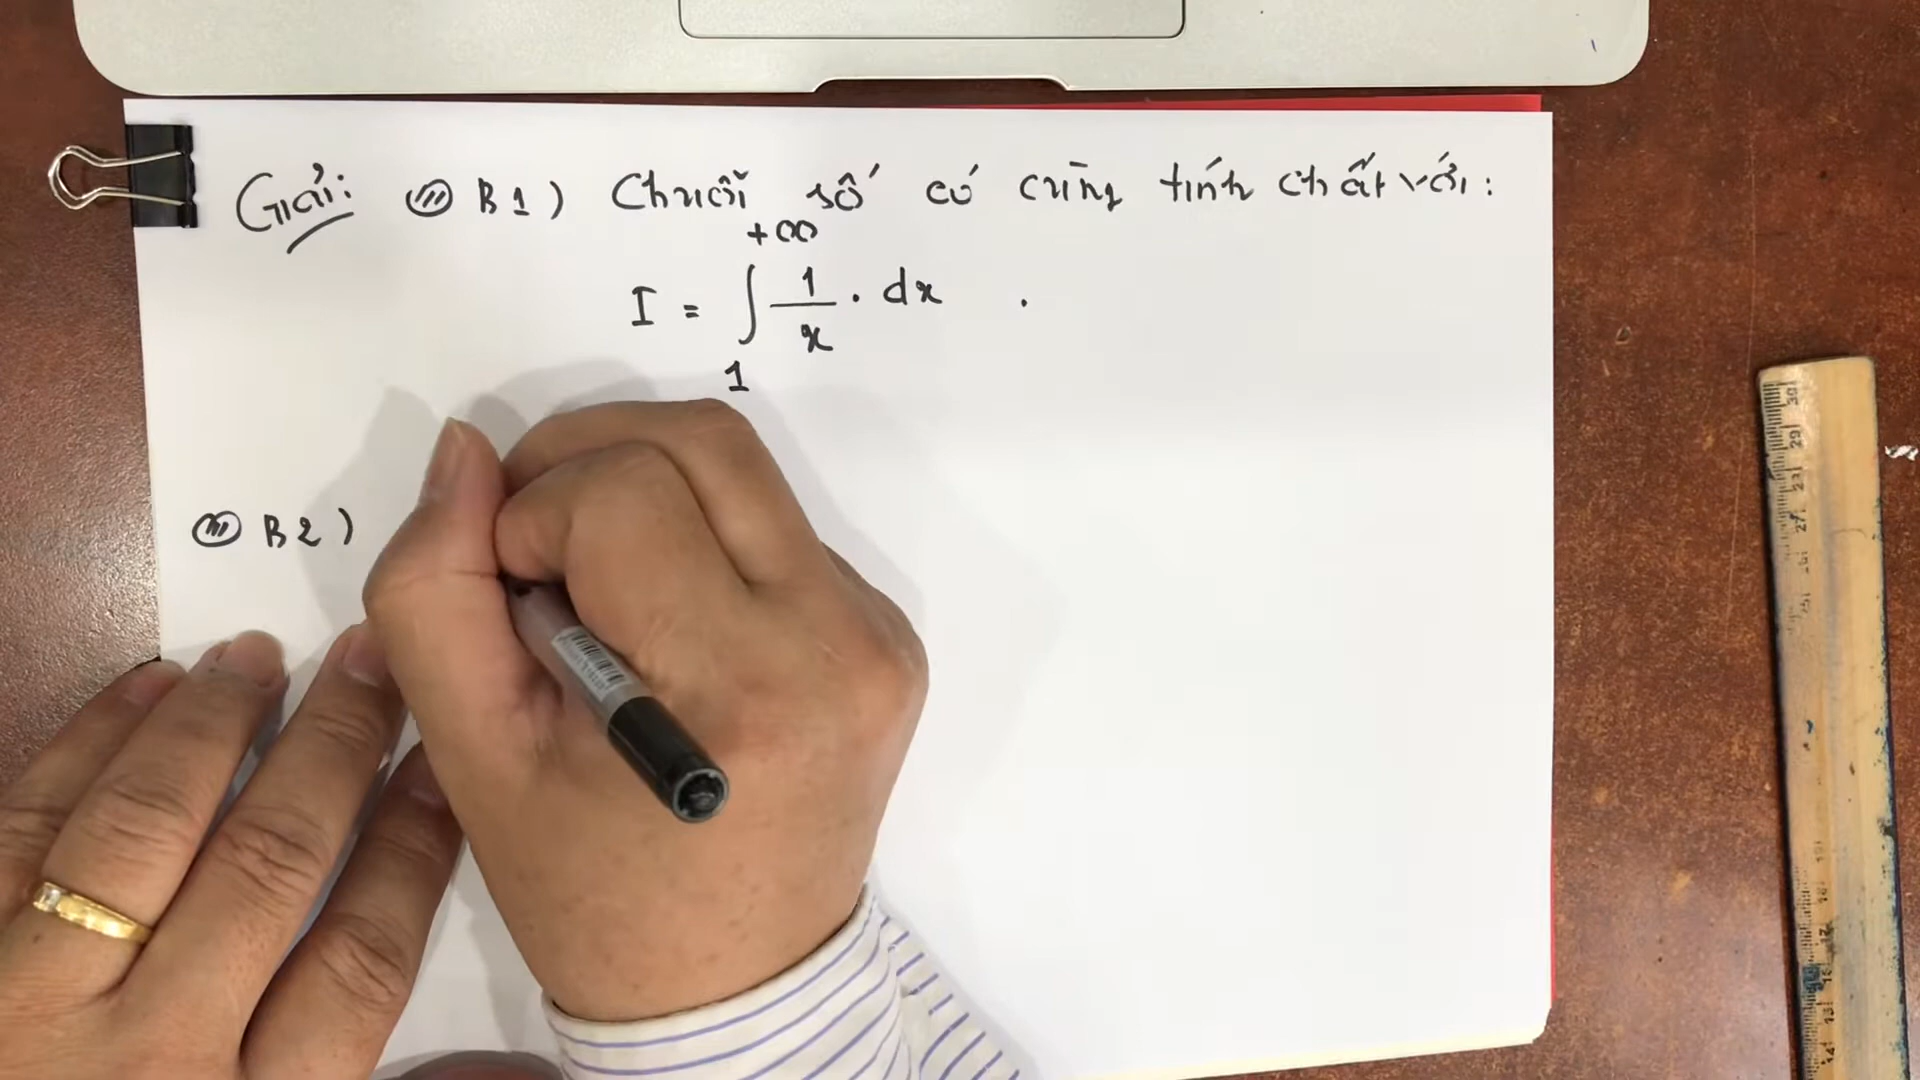 Giải: B1) Chuỗi số có cùng tính chất với:
I = ∫₁^{+∞} 1/x . dx .
B2)